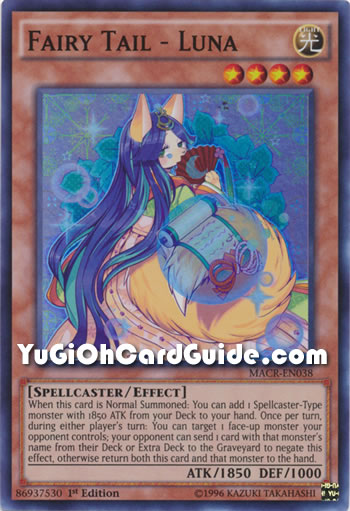 FAIRY TAIL - LUNA
LIGHT
光
YuGiOhCardGuide.com
MACR-EN038
[SPELLCASTER/EFFECT]
When this card is Normal Summoned: You can add 1 Spellcaster-Type
monster with 1850 ATK from your Deck to your hand. Once per turn,
during either player's turn: You can target 1 face-up monster your
opponent controls; your opponent can send 1 card with that monster's
name from their Deck or Extra Deck to the Graveyard to negate this
effect, otherwise return both this card and that monster to the hand.
ATK/1850 DEF/1000
86937530 1st Edition ©1996 KAZUKI TAKAHASHI